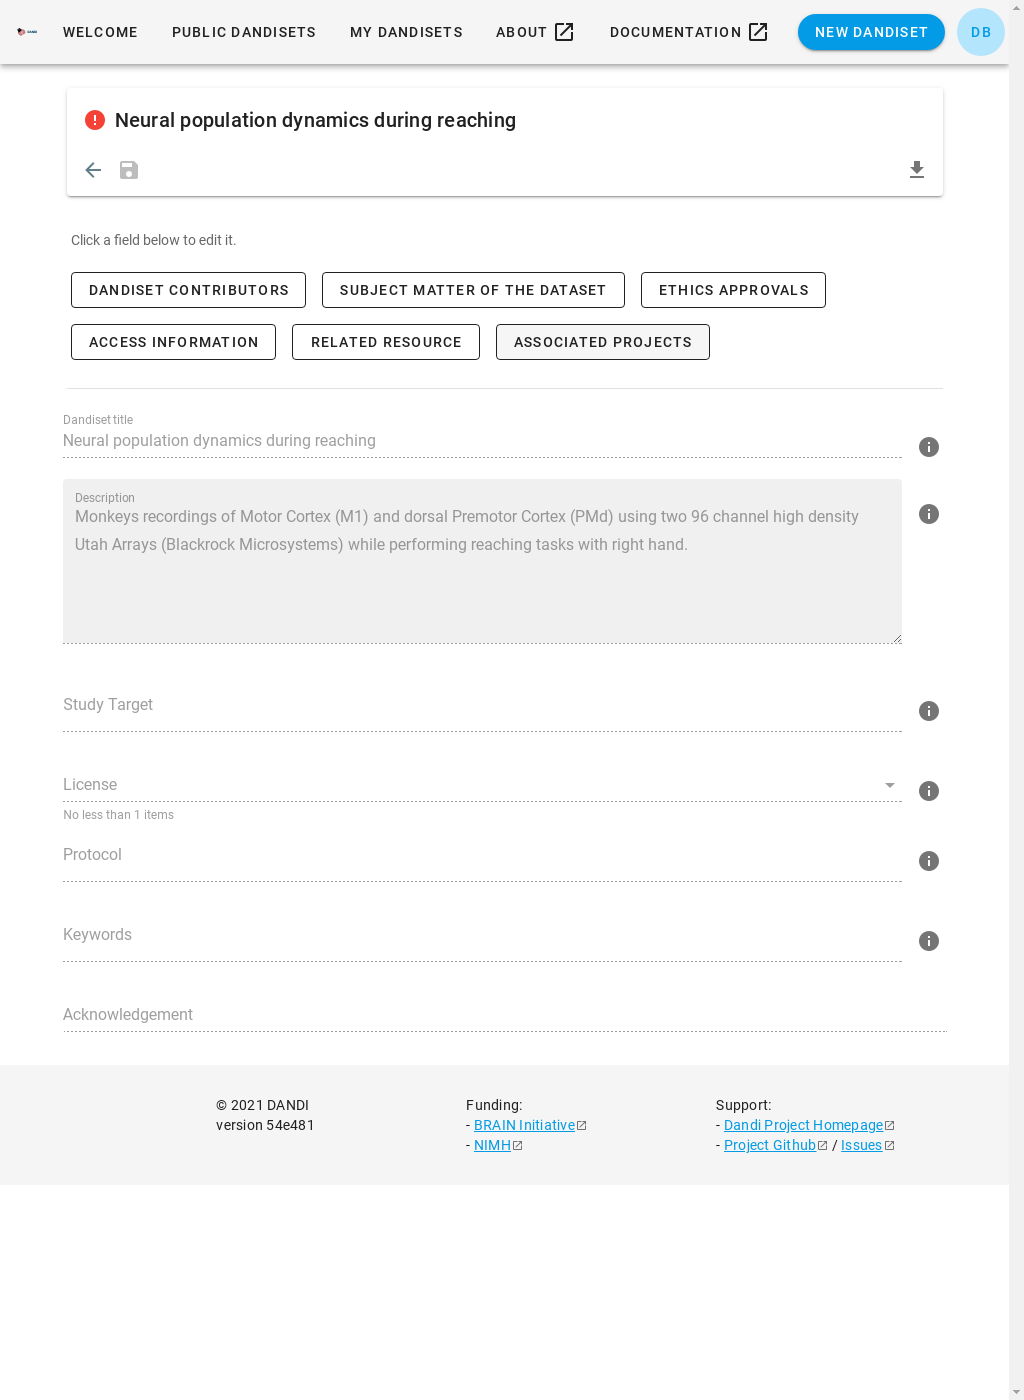 WELCOME PUBLIC DANDISETS MY DANDISETS ABOUT DOCUMENTATION NEW DANDISET DB
Neural population dynamics during reaching
Click a field below to edit it.
DANDISET CONTRIBUTORS SUBJECT MATTER OF THE DATASET ETHICS APPROVALS
ACCESS INFORMATION RELATED RESOURCE ASSOCIATED PROJECTS
Dandiset title
Neural population dynamics during reaching
Description
Monkeys recordings of Motor Cortex (M1) and dorsal Premotor Cortex (PMd) using two 96 channel high density
Utah Arrays (Blackrock Microsystems) while performing reaching tasks with right hand.
Study Target
License
No less than 1 items
Protocol
Keywords
Acknowledgement
© 2021 DANDI
version 54e481
Funding:
- BRAIN Initiative
- NIMH
Support:
- Dandi Project Homepage
- Project Github / Issues